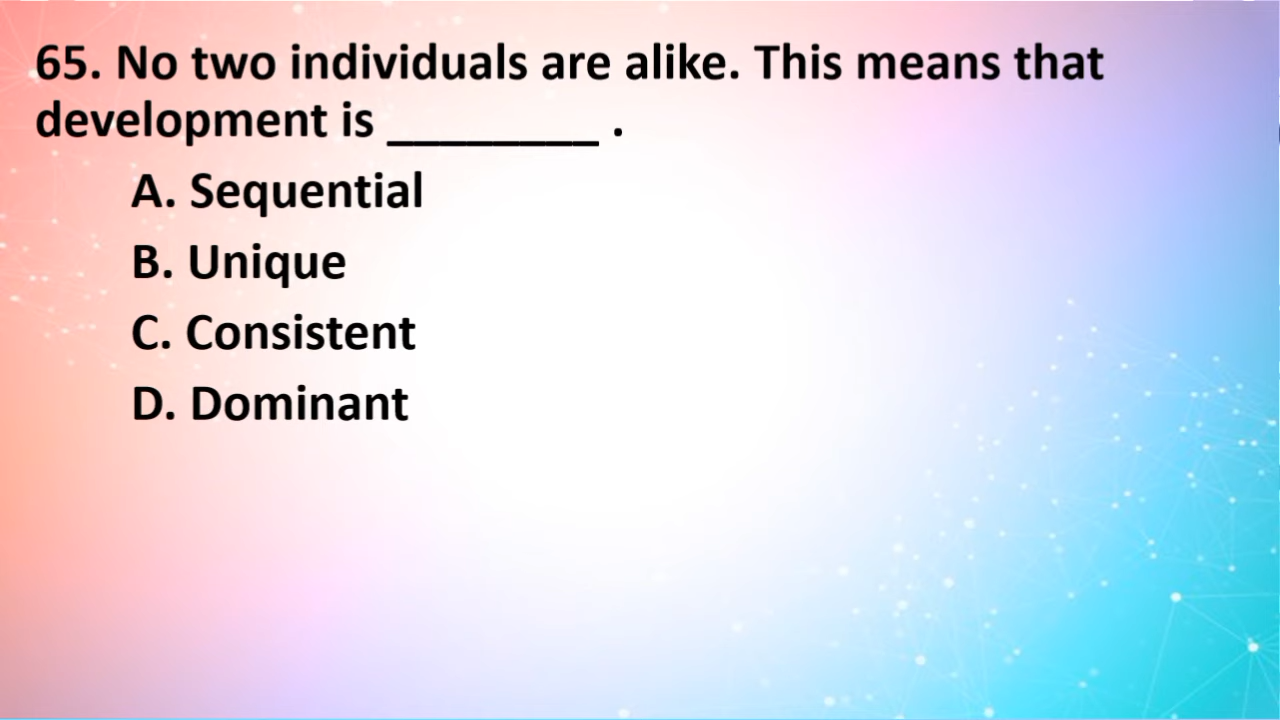 65. No two individuals are alike. This means that
development is ________ .
A. Sequential
B. Unique
C. Consistent
D. Dominant